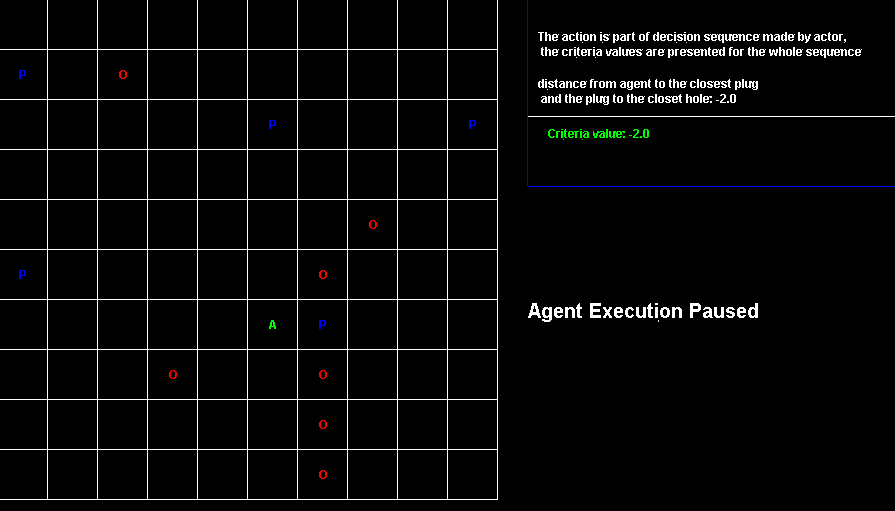 The action is part of decision sequence made by actor,
the criteria values are presented for the whole sequence
distance from agent to the closest plug
and the plug to the closet hole: -2.0
Criteria value: -2.0
P O
P P
O
P O
Agent Execution Paused
A P
O O
O
O